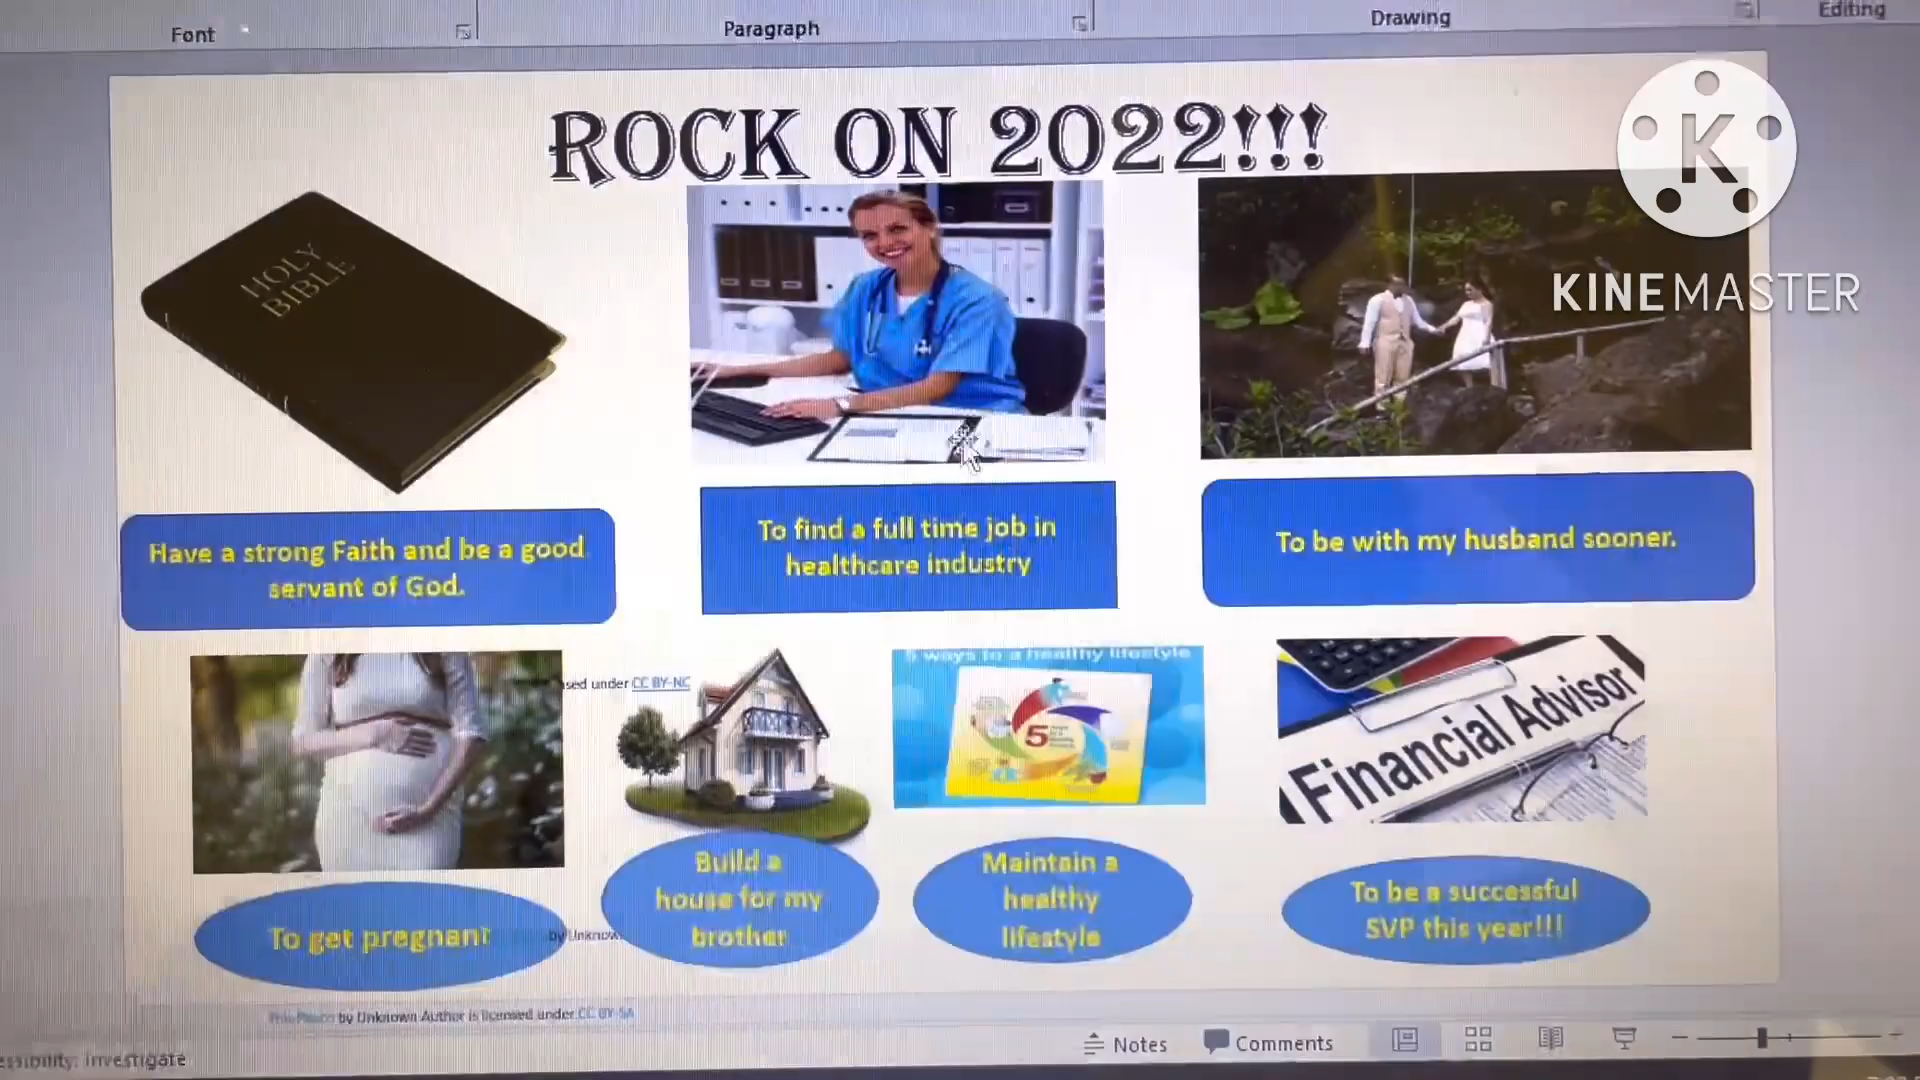 Font
Paragraph
Drawing
Editing
ROCK ON 2022!!!
K
KINEMASTER
HOLY
BIBLE
Have a strong Faith and be a good
servant of God.
To find a full time job in
healthcare industry
To be with my husband sooner.
sed under CC BY-NC
5 ways to a healthy lifestyle
5
Financial Advisor
To get pregnant
by Unknow
Build a
house for my
brother
Maintain a
healthy
lifestyle
To be a successful
SVP this year!!!
by Unknown Author is licensed under CC BY-SA
essibility: Investigate
Notes
Comments